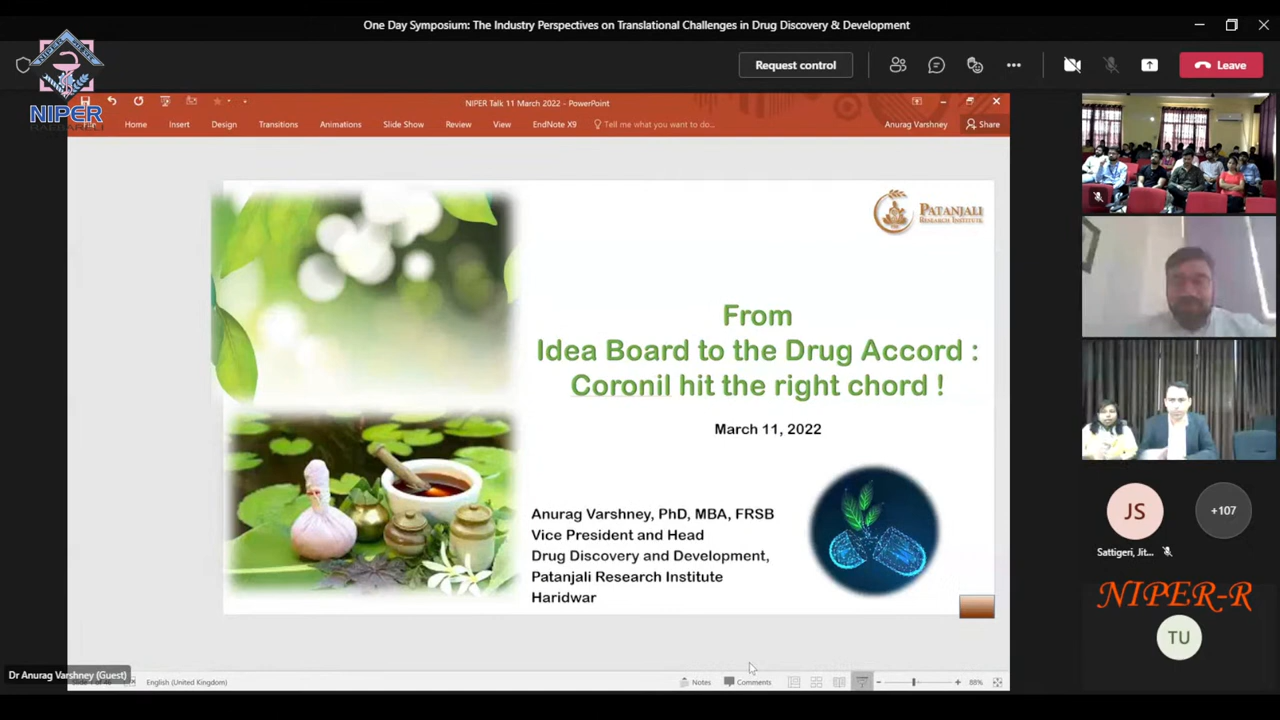 One Day Symposium: The Industry Perspectives on Translational Challenges in Drug Discovery & Development
Request control
Leave
NIPER
RAEBARELI
NIPER Talk 11 March 2022 - PowerPoint
Home
Insert
Design
Transitions
Animations
Slide Show
Review
View
EndNote X9
Tell me what you want to do...
Anurag Varshney
Share
PATANJALI
RESEARCH INSTITUTE
From
Idea Board to the Drug Accord :
Coronil hit the right chord !
March 11, 2022
Anurag Varshney, PhD, MBA, FRSB
Vice President and Head
Drug Discovery and Development,
Patanjali Research Institute
Haridwar
JS
+107
Sattigeri, Jit...
NIPER-R
TU
Dr Anurag Varshney (Guest)
English (United Kingdom)
Notes
Comments
88%